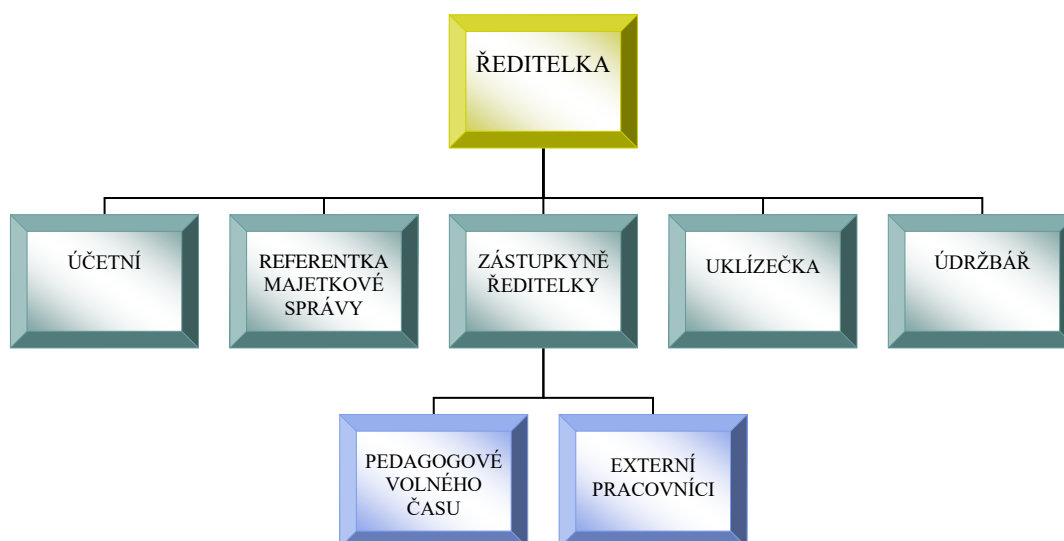 ŘEDITELKA
ÚČETNÍ
REFERENTKA
MAJETKOVÉ
SPRÁVY
ZÁSTUPKYNĚ
ŘEDITELKY
UKLÍZEČKA
ÚDRŽBÁŘ
PEDAGOGOVÉ
VOLNÉHO
ČASU
EXTERNÍ
PRACOVNÍCI